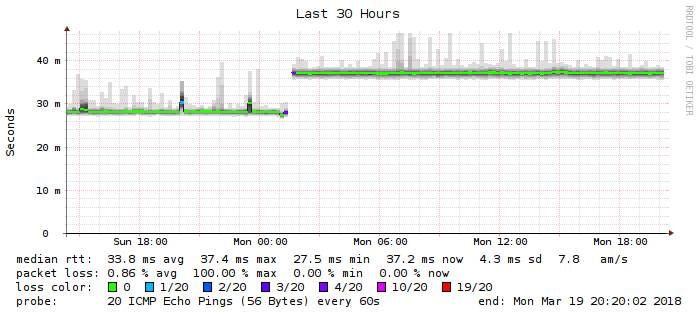 Last 30 Hours
RRDTOOL / TOBI OETIKER
Seconds
40 m
30 m
20 m
10 m
0
Sun 18:00 Mon 00:00 Mon 06:00 Mon 12:00 Mon 18:00
median rtt: 33.8 ms avg 37.4 ms max 27.5 ms min 37.2 ms now 4.3 ms sd 7.8 am/s
packet loss: 0.86 % avg 100.00 % max 0.00 % min 0.00 % now
loss color: 0 1/20 2/20 3/20 4/20 10/20 19/20
probe: 20 ICMP Echo Pings (56 Bytes) every 60s end: Mon Mar 19 20:20:02 2018